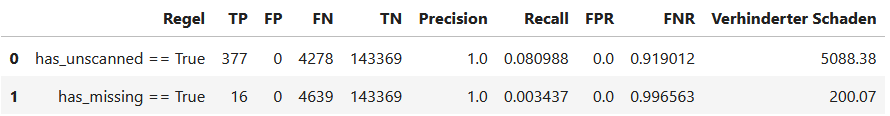 Regel TP FP FN TN Precision Recall FPR FNR Verhinderter Schaden
0 has_unscanned == True 377 0 4278 143369 1.0 0.080988 0.0 0.919012 5088.38
1 has_missing == True 16 0 4639 143369 1.0 0.003437 0.0 0.996563 200.07